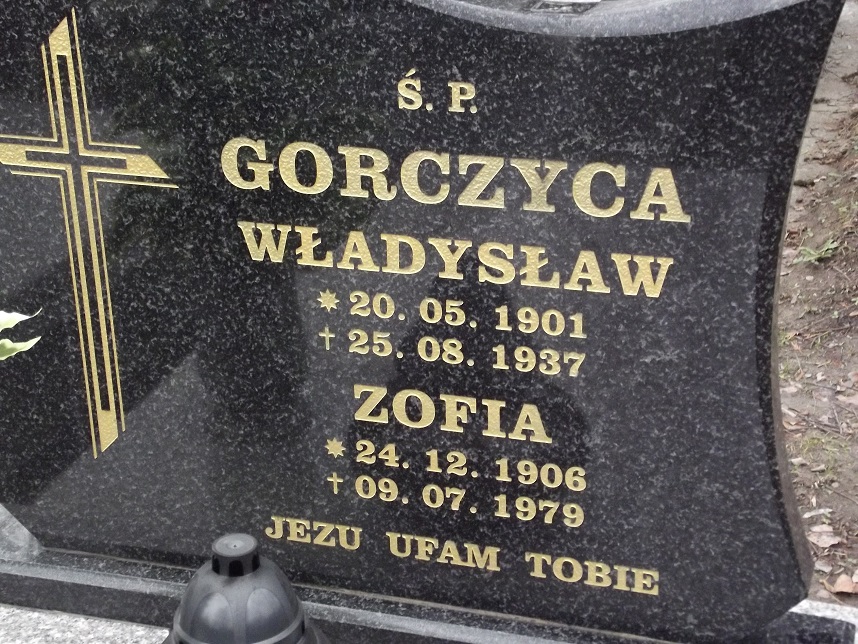 Ś. P.
GORCZYCA
WŁADYSŁAW
* 20. 05. 1901
† 25. 08. 1937
ZOFIA
* 24. 12. 1906
† 09. 07. 1979
JEZU UFAM TOBIE